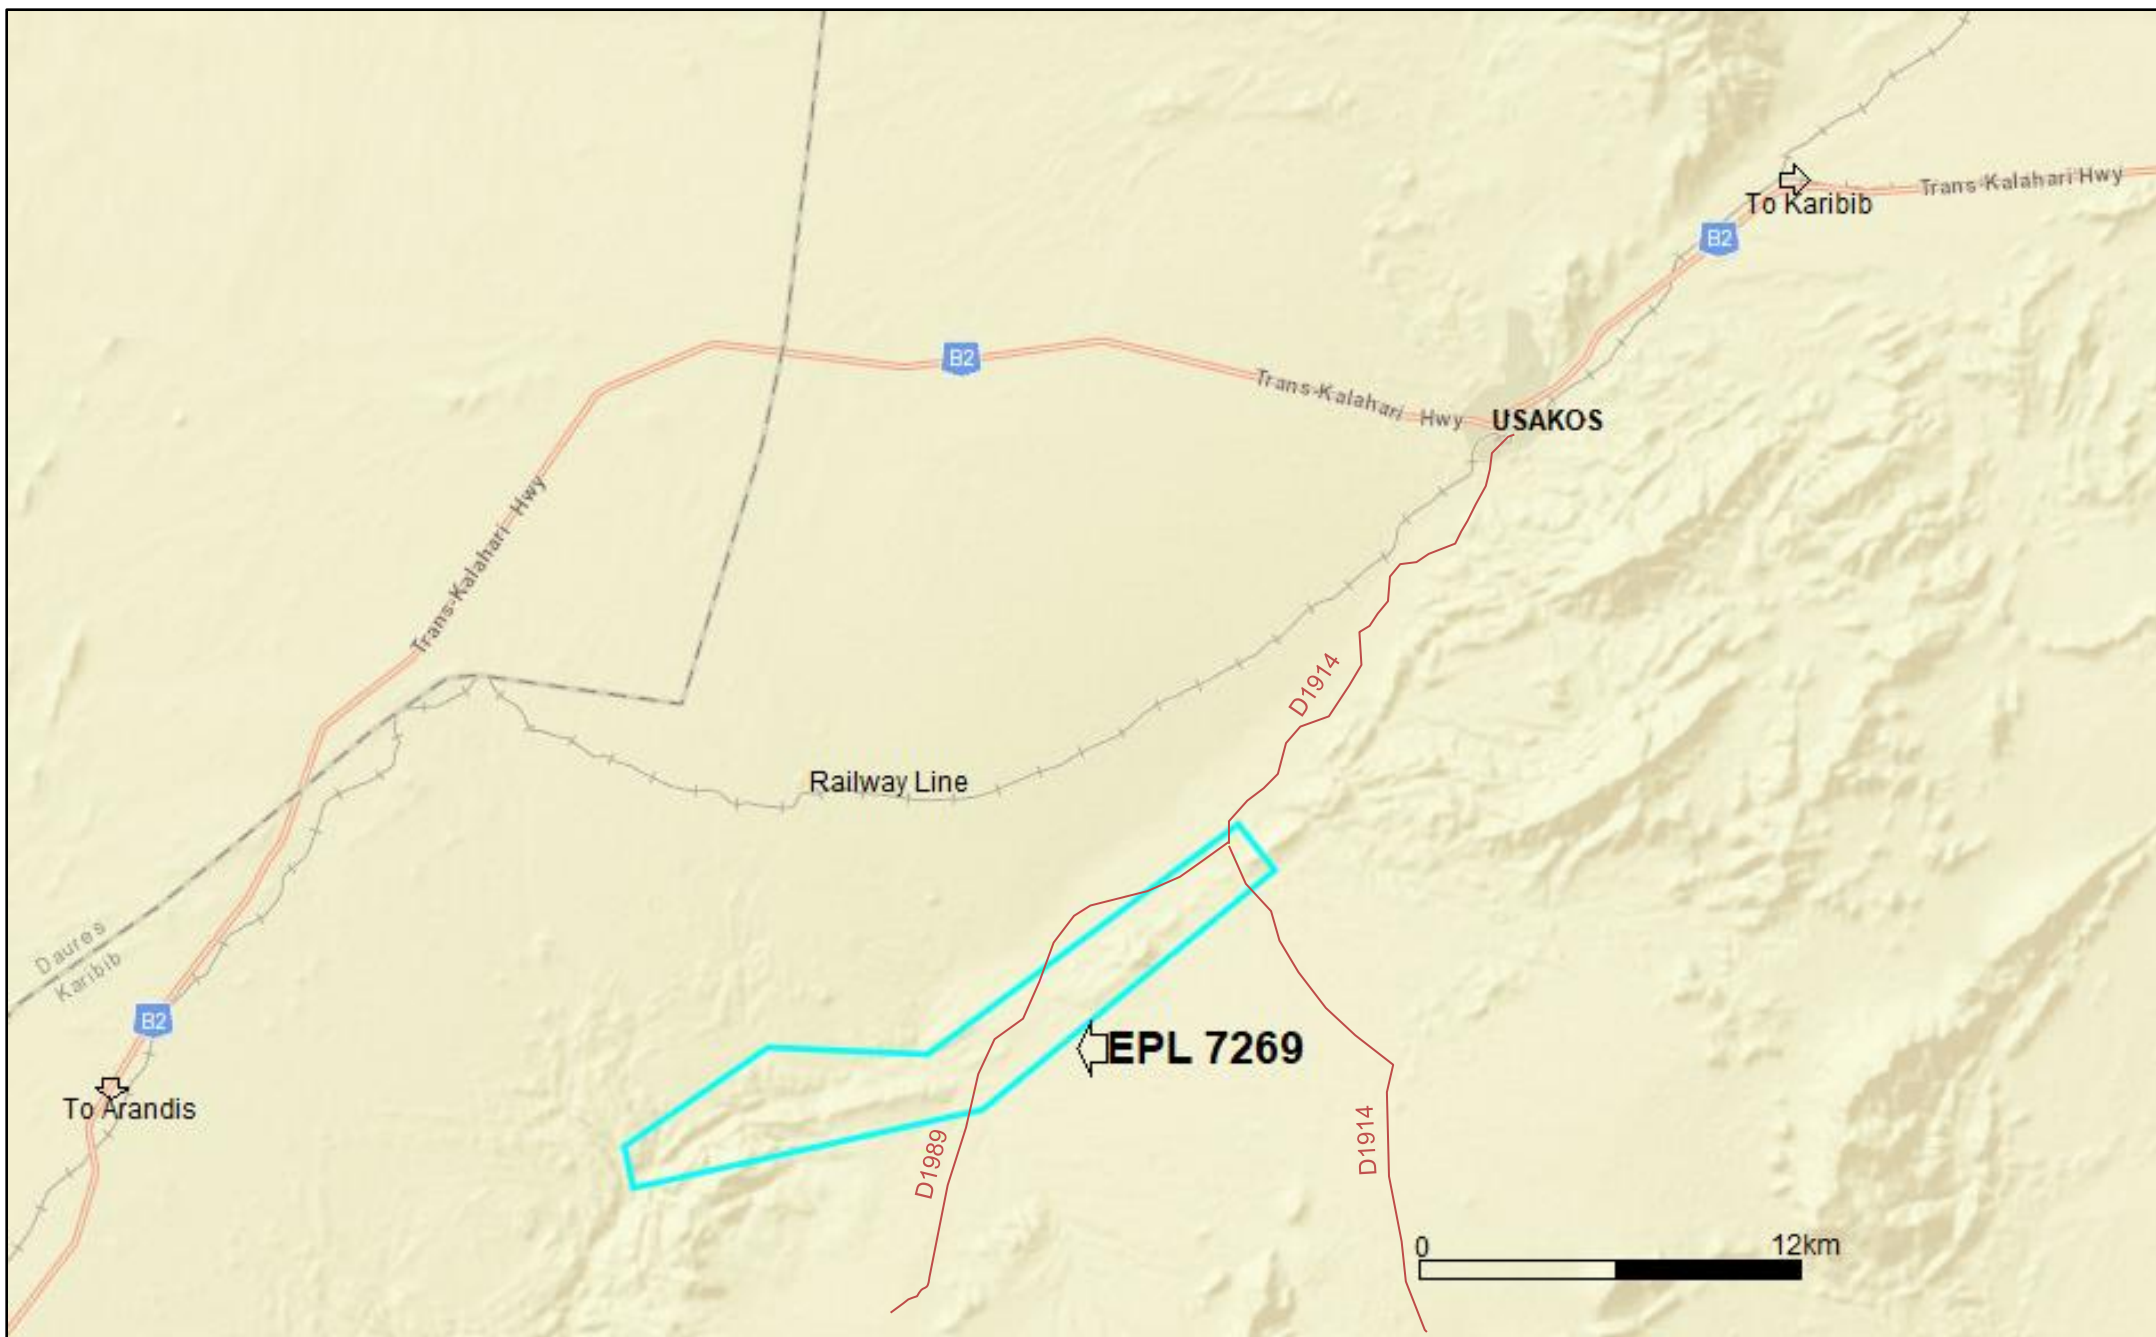 Trans-Kalahari Hwy
To Karibib
B2
B2
Trans-Kalahari Hwy
USAKOS
Trans-Kalahari Hwy
D1914
Railway Line
Daures
Karibib
B2
EPL 7269
To Arandis
D1989
D1914
0 12km